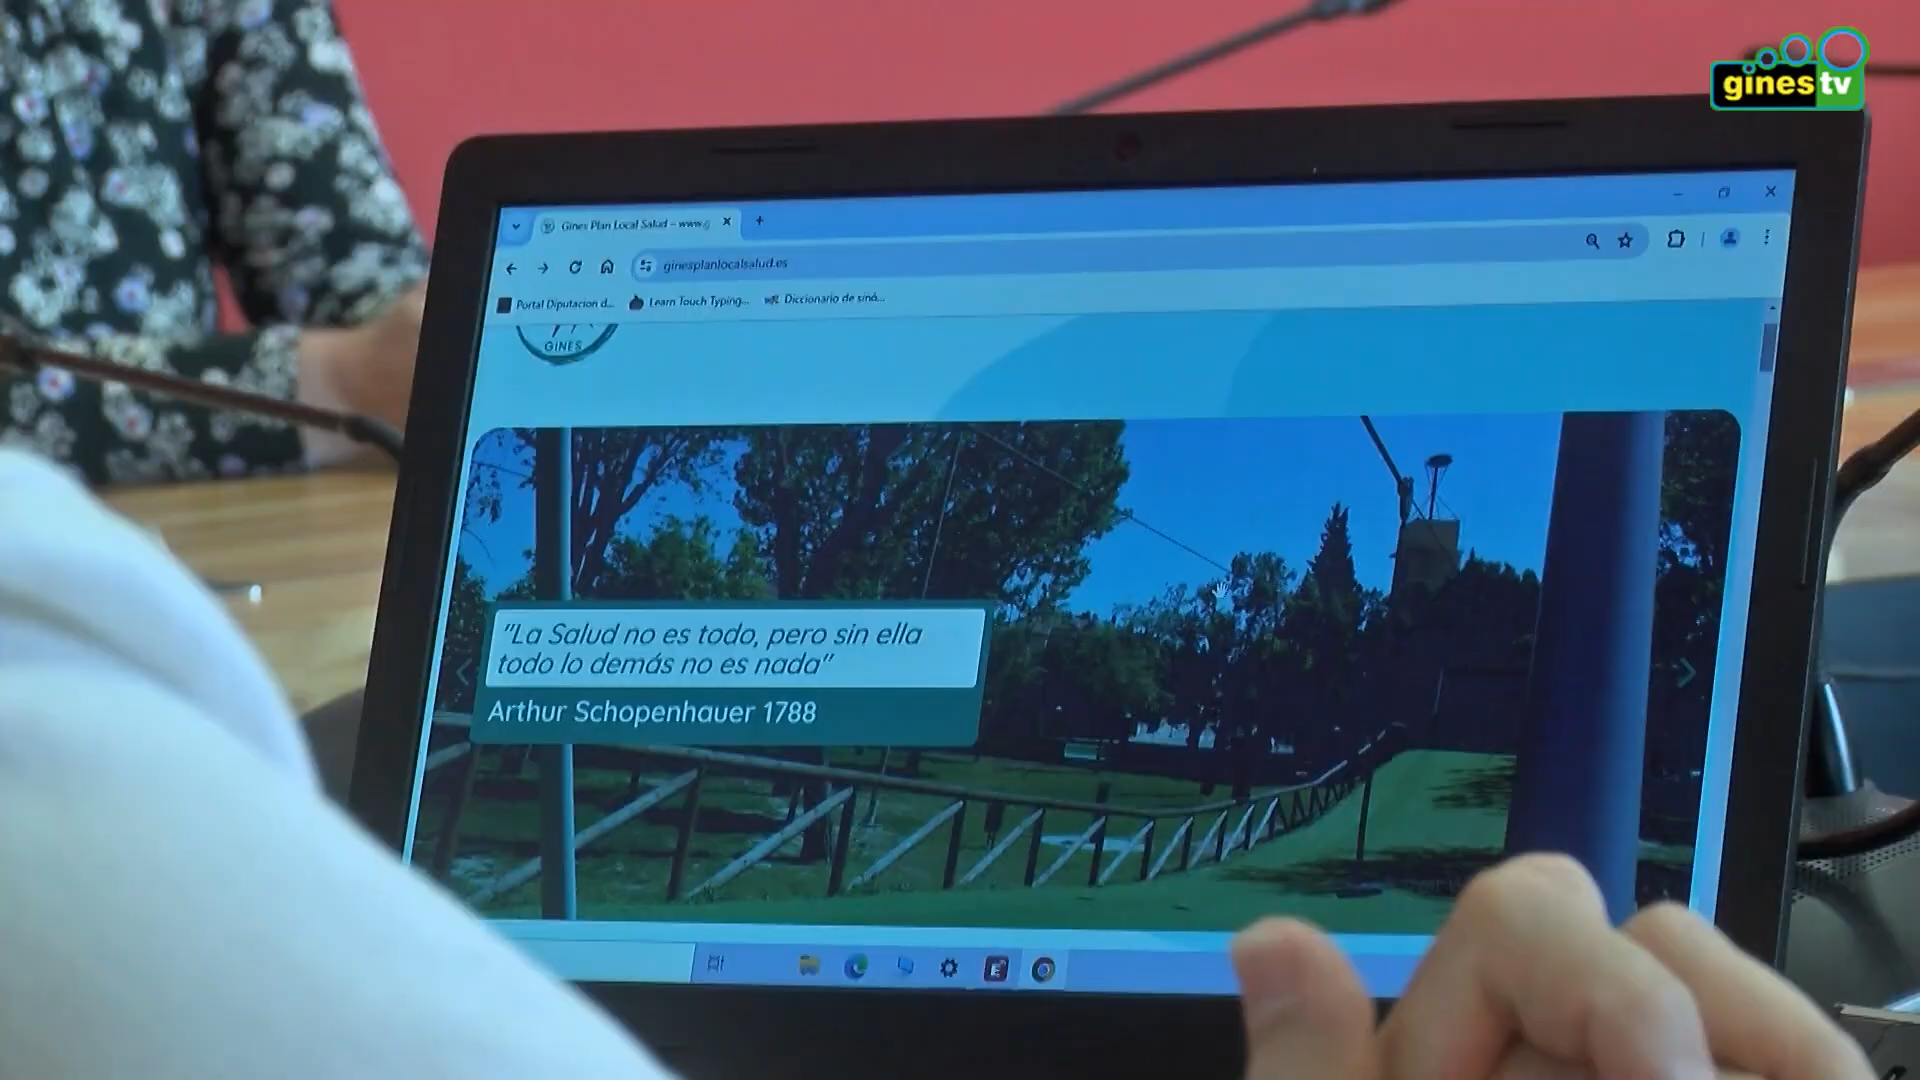 gines tv
Gines Plan Local Salud – www.g
ginesplanlocalsalud.es
Portal Diputacion d...
Learn Touch Typing...
Diccionario de sinó...
GINES
"La Salud no es todo, pero sin ella
todo lo demás no es nada"
Arthur Schopenhauer 1788